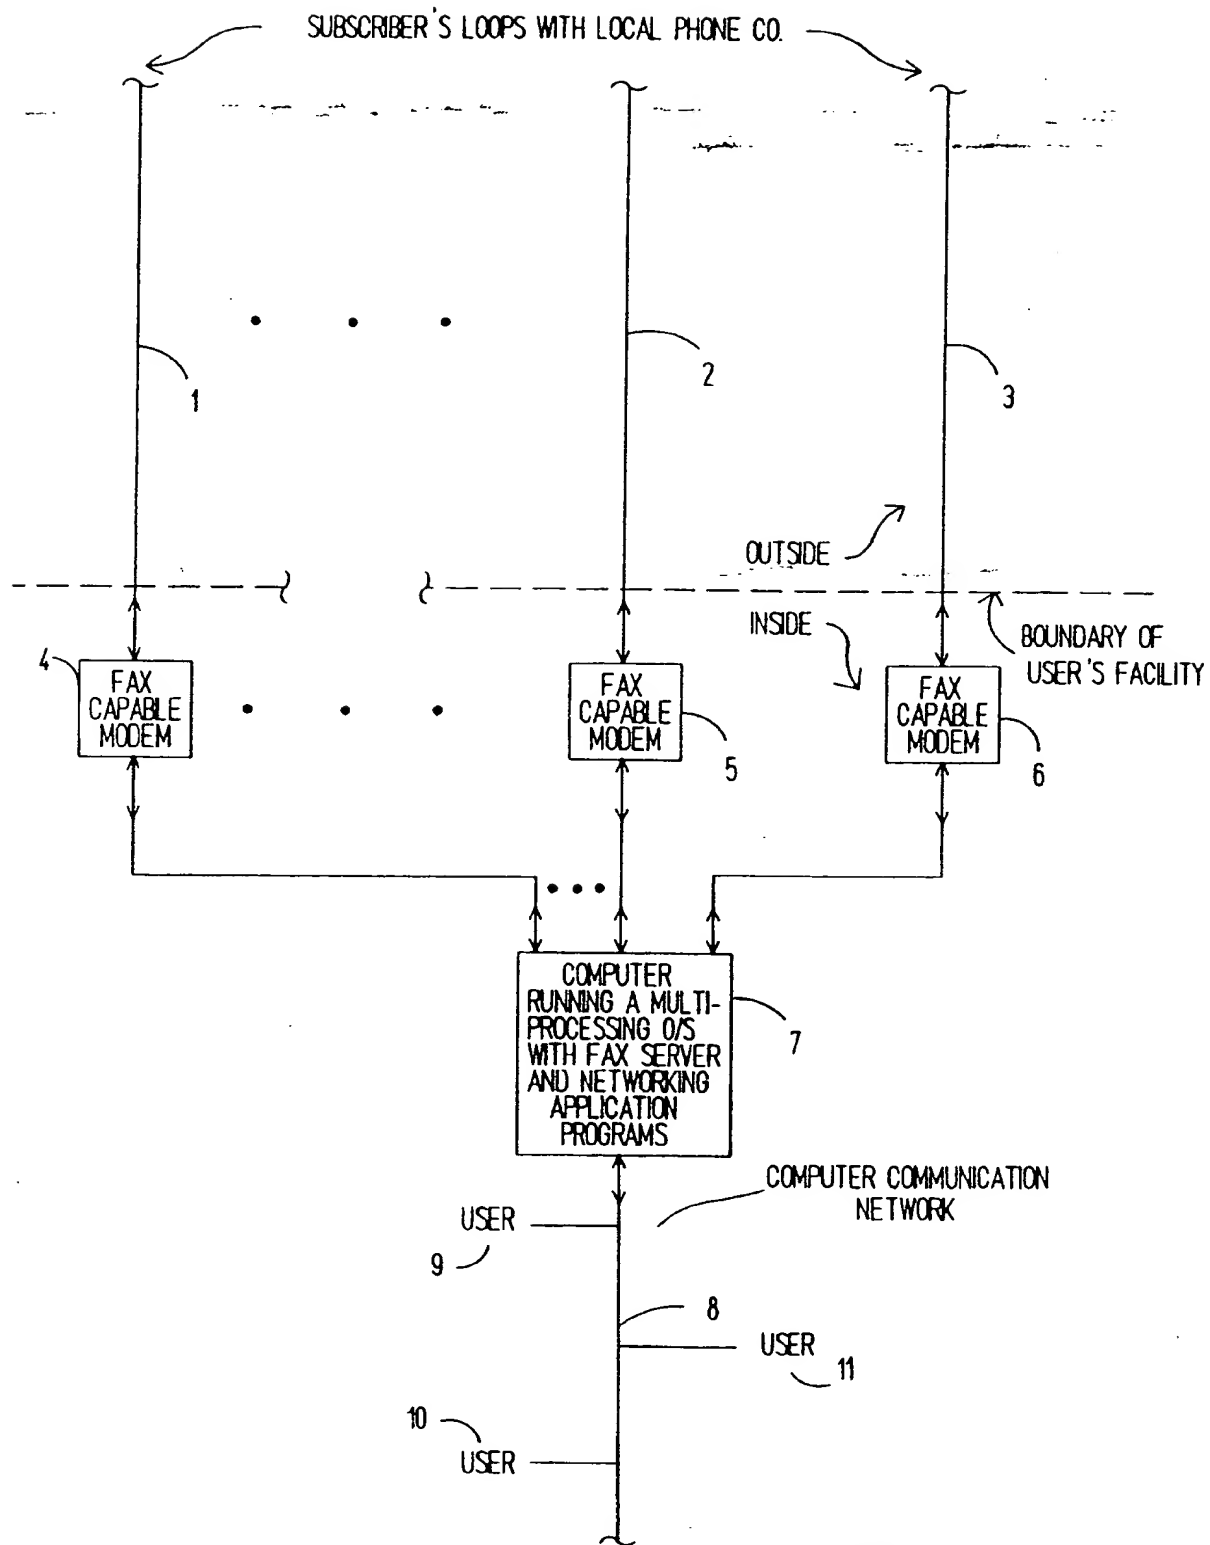 SUBSCRIBER'S LOOPS WITH LOCAL PHONE CO.
1
2
3
OUTSIDE
INSIDE
BOUNDARY OF
USER'S FACILITY
4
FAX
CAPABLE
MODEM
FAX
CAPABLE
MODEM
5
FAX
CAPABLE
MODEM
6
COMPUTER
RUNNING A MULTI-
PROCESSING O/S
WITH FAX SERVER
AND NETWORKING
APPLICATION
PROGRAMS
7
COMPUTER COMMUNICATION
NETWORK
USER
9
8
USER
11
10
USER